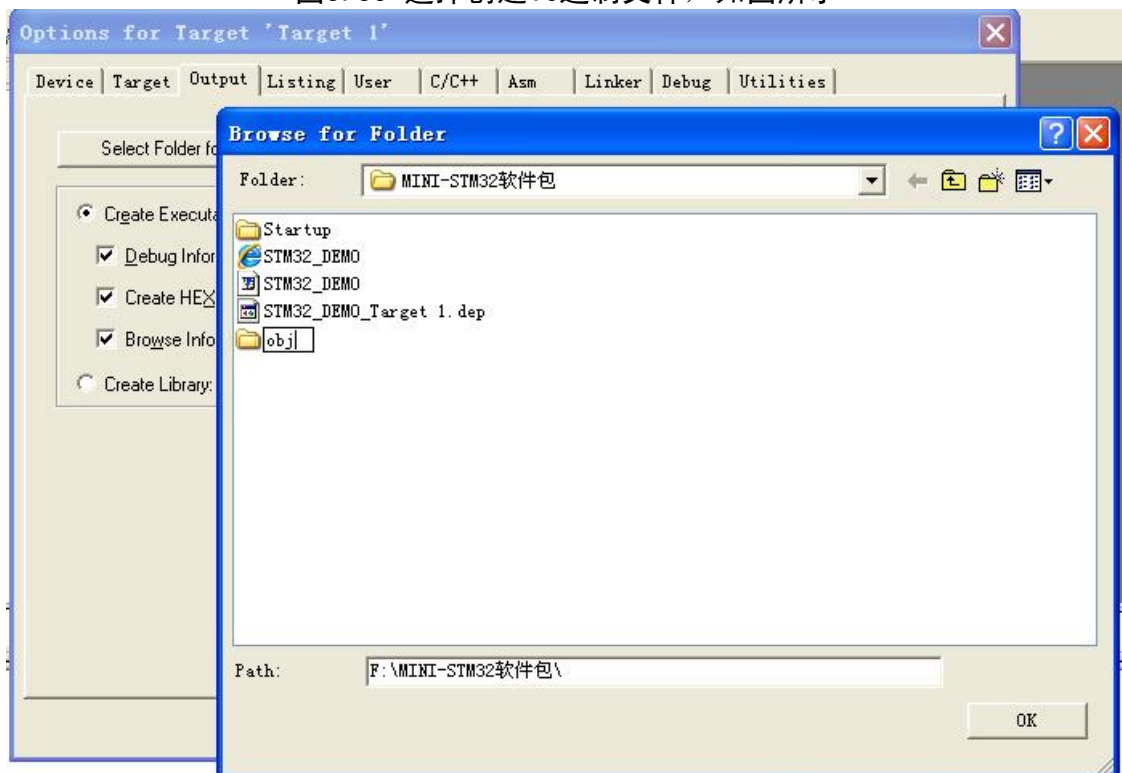 Options for Target 'Target 1'
Device Target Output Listing User C/C++ Asm Linker Debug Utilities
Select Folder fo
Create Executa
Debug Infor
Create HEX
Browse Info
Create Library:
Browse for Folder
Folder: MINI-STM32软件包
Startup
STM32_DEMO
STM32_DEMO
STM32_DEMO_Target 1.dep
obj
Path: F:\MINI-STM32软件包\
OK